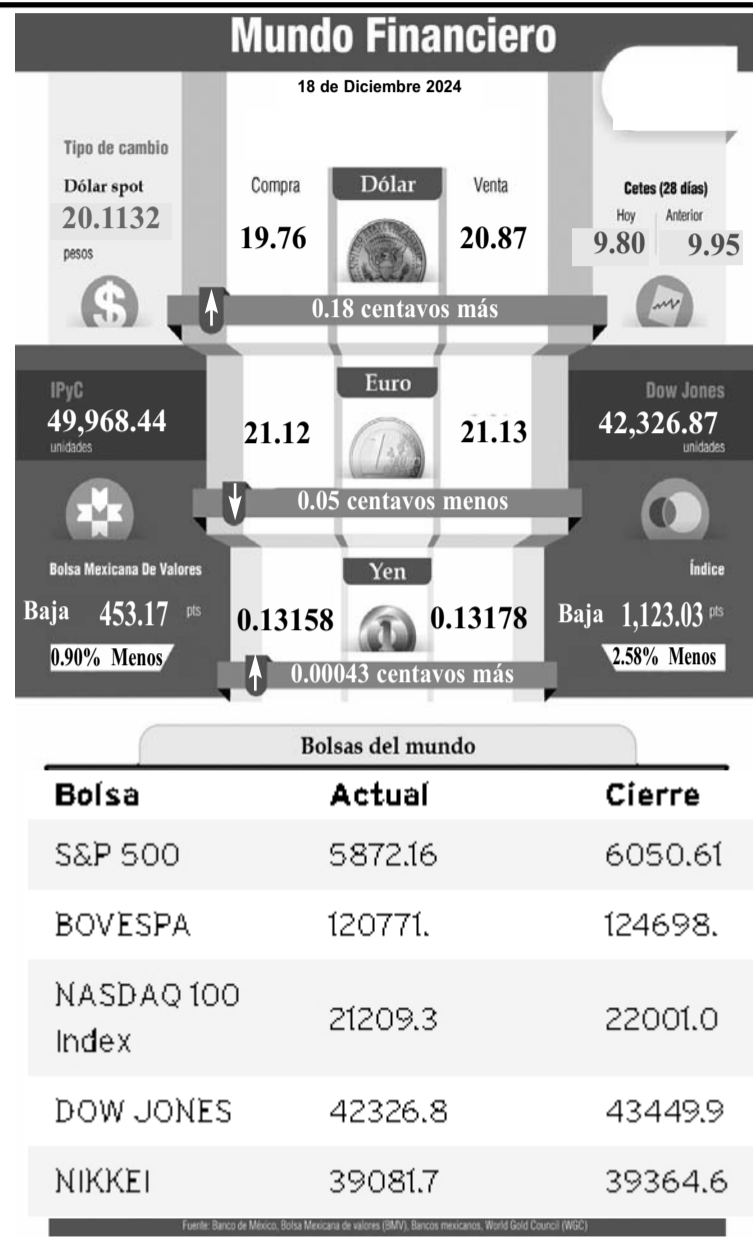 Mundo Financiero
18 de Diciembre 2024
Tipo de cambio
Dólar spot
20.1132
pesos
Compra
Dólar
Venta
19.76
20.87
Cetes (28 días)
Hoy
Anterior
9.80
9.95
0.18 centavos más
IPyC
49,968.44
unidades
Euro
21.12
21.13
Dow Jones
42,326.87
unidades
0.05 centavos menos
Bolsa Mexicana De Valores
Baja 453.17 pts
0.90% Menos
Yen
0.13158
0.13178
Índice
Baja 1,123.03 pts
2.58% Menos
0.00043 centavos más
Bolsas del mundo
Bolsa Actual Cierre
S&P 500 5872.16 6050.61
BOVESPA 120771. 124698.
NASDAQ 100
Index
21209.3 22001.0
DOW JONES 42326.8 43449.9
NIKKEI 39081.7 39364.6
Fuente: Banco de México, Bolsa Mexicana de valores (BMV), Bancos mexicanos, World Gold Council (WGC)